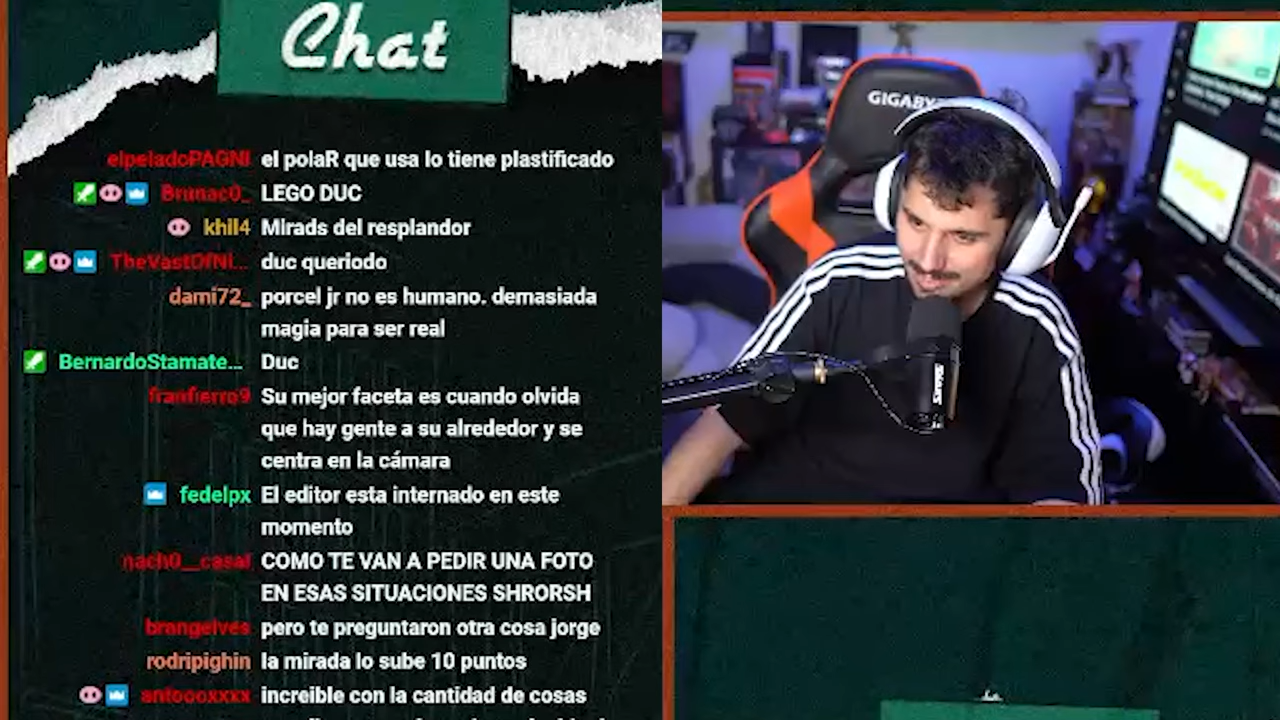 Chat
GIGABY
elpeladoPAGNI el polaR que usa lo tiene plastificado
Brunac0_ LEGO DUC
khil4 Mirads del resplandor
TheVastOfNi... duc queriodo
dami72_ porcel jr no es humano. demasiada
magia para ser real
BernardoStamate... Duc
franfierro9 Su mejor faceta es cuando olvida
que hay gente a su alrededor y se
centra en la cámara
fedelpx El editor esta internado en este
momento
nach0__casal COMO TE VAN A PEDIR UNA FOTO
EN ESAS SITUACIONES SHRORSH
brangelves pero te preguntaron otra cosa jorge
rodripighin la mirada lo sube 10 puntos
antoooxxxx increible con la cantidad de cosas